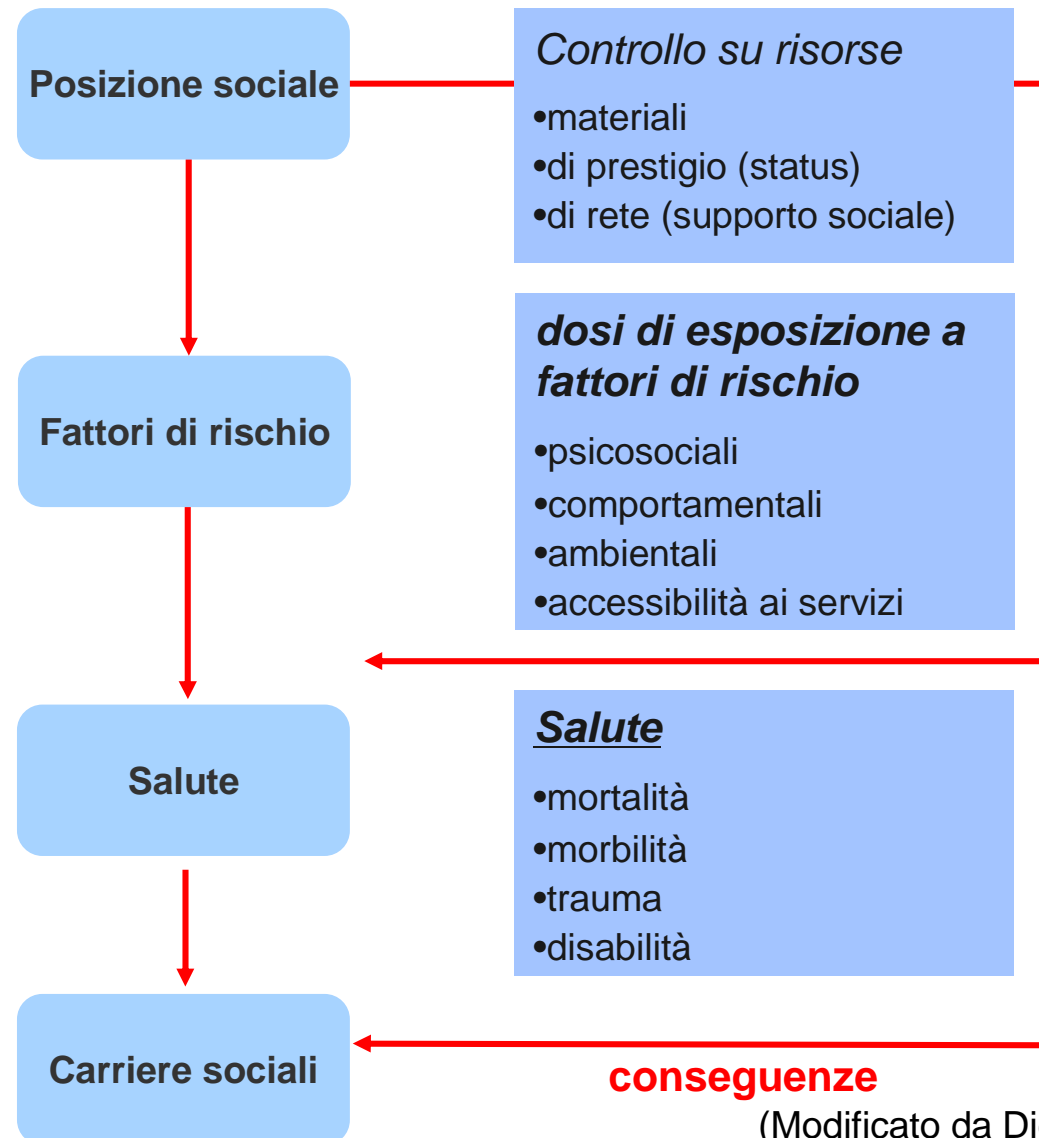 Posizione sociale
Controllo su risorse
•materiali
•di prestigio (status)
•di rete (supporto sociale)
Fattori di rischio
dosi di esposizione a
fattori di rischio
•psicosociali
•comportamentali
•ambientali
•accessibilità ai servizi
Salute
Salute
•mortalità
•morbilità
•trauma
•disabilità
Carriere sociali
conseguenze
(Modificato da